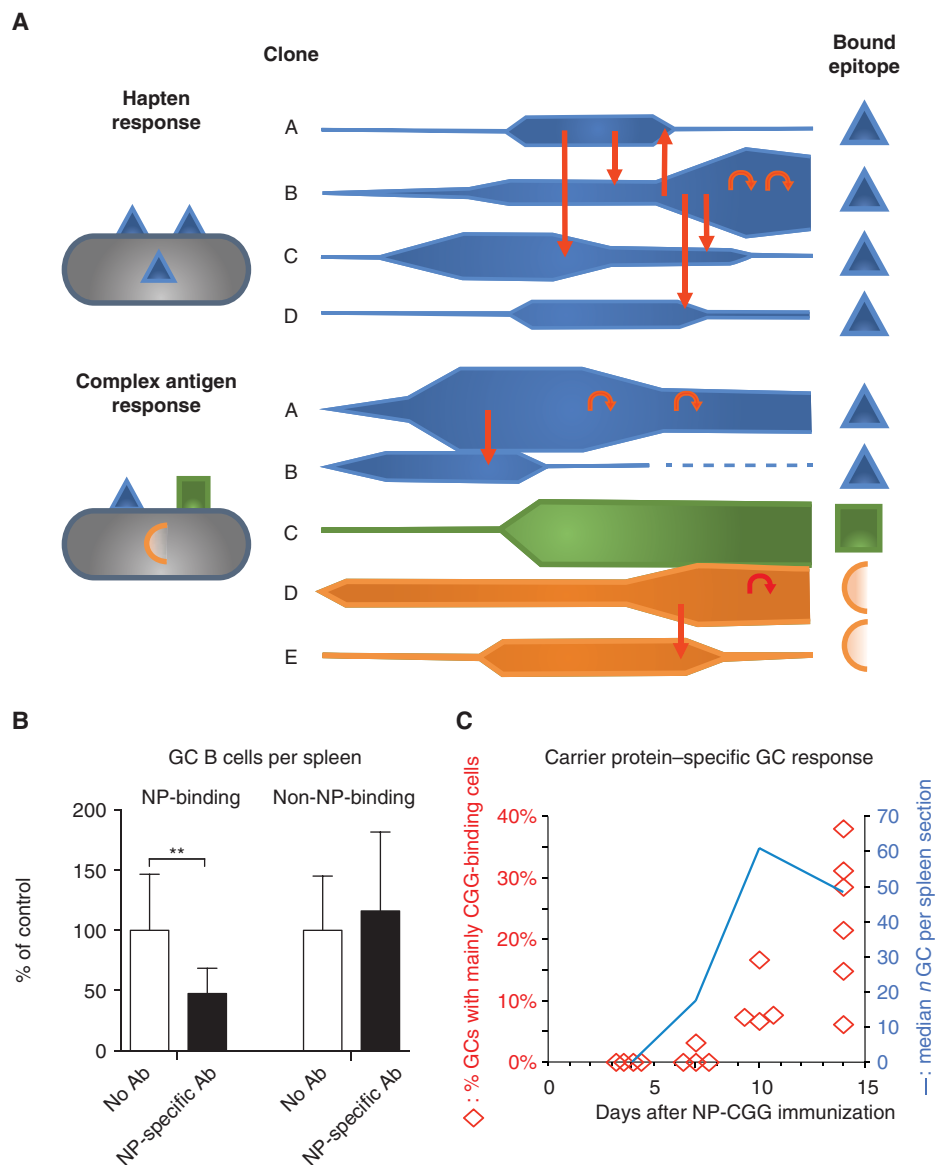 A
Clone
Bound
epitope
Hapten
response
A
B
C
D
Complex antigen
response
A
B
C
D
E
B
GC B cells per spleen
NP-binding
Non-NP-binding
% of control
200
150
100
50
0
**
No Ab
NP-specific Ab
No Ab
NP-specific Ab
C
Carrier protein–specific GC response
◇: % GCs with mainly CGG-binding cells
40%
30%
20%
10%
0%
70
60
50
40
30
20
10
0
—: median n GC per spleen section
0
5
10
15
Days after NP-CGG immunization